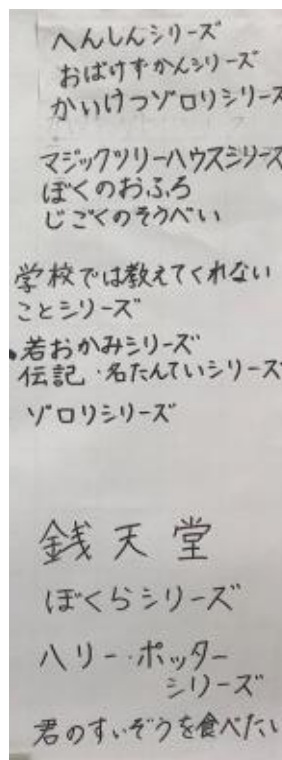 へんしんシリーズ
おばけずかんシリーズ
かいけつゾロリシリーズ
マジックツリーハウスシリーズ
ぼくのおふろ
じごくのそうべい
学校では教えてくれない
ことシリーズ
若おかみシリーズ
伝記・名たんていシリーズ
ゾロリシリーズ
銭天堂
ぼくらシリーズ
ハリー・ポッター
シリーズ
君のすいぞうを食べたい